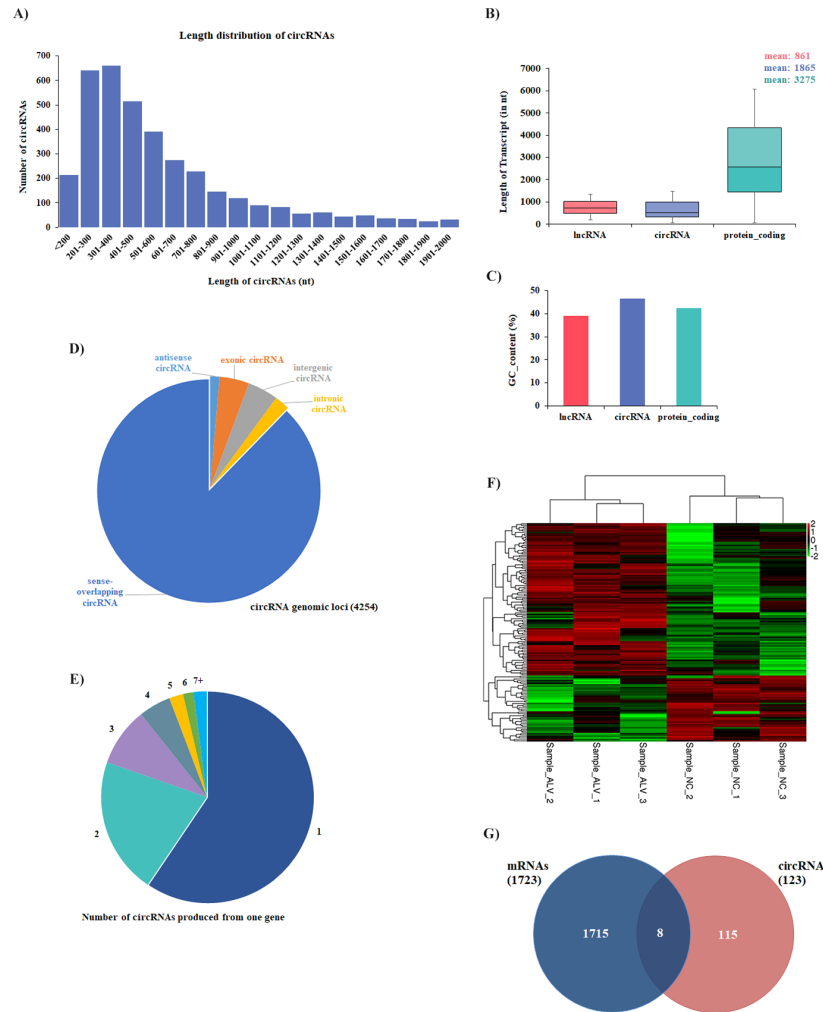 A)
Length distribution of circRNAs
Number of circRNAs
700
600
500
400
300
200
100
0
<200
201-300
301-400
401-500
501-600
601-700
701-800
801-900
901-1000
1001-1100
1101-1200
1201-1300
1301-1400
1401-1500
1501-1600
1601-1700
1701-1800
1801-1900
1901-2000
Length of circRNAs (nt)
B)
mean: 861
mean: 1865
mean: 3275
Length of Transcript (in nt)
7000
6000
5000
4000
3000
2000
1000
0
lncRNA
circRNA
protein_coding
C)
GC_content (%)
50
40
30
20
10
0
lncRNA
circRNA
protein_coding
D)
antisense
circRNA
exonic circRNA
intergenic
circRNA
intronic
circRNA
sense-
overlapping
circRNA
circRNA genomic loci (4254)
E)
1
2
3
4
5
6
7+
Number of circRNAs produced from one gene
F)
2
1
0
-1
-2
Sample_ALV_2
Sample_ALV_1
Sample_ALV_3
Sample_NC_2
Sample_NC_1
Sample_NC_3
G)
mRNAs
(1723)
circRNA
(123)
1715
8
115